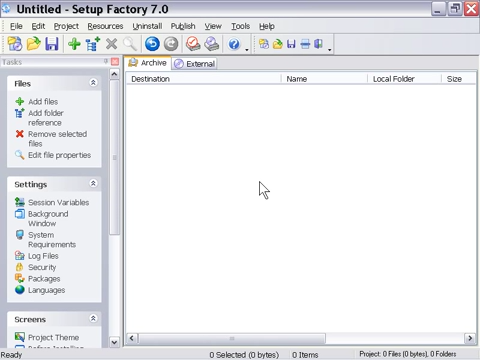 Untitled - Setup Factory 7.0
File Edit Project Resources Uninstall Publish View Tools Help
Tasks
Archive External
Destination Name Local Folder Size
Files
Add files
Add folder
reference
Remove selected
files
Edit file properties
Settings
Session Variables
Background
Window
System
Requirements
Log Files
Security
Packages
Languages
Screens
Project Theme
Ready 0 Selected (0 bytes) 0 Items Project: 0 Files (0 bytes), 0 Folders